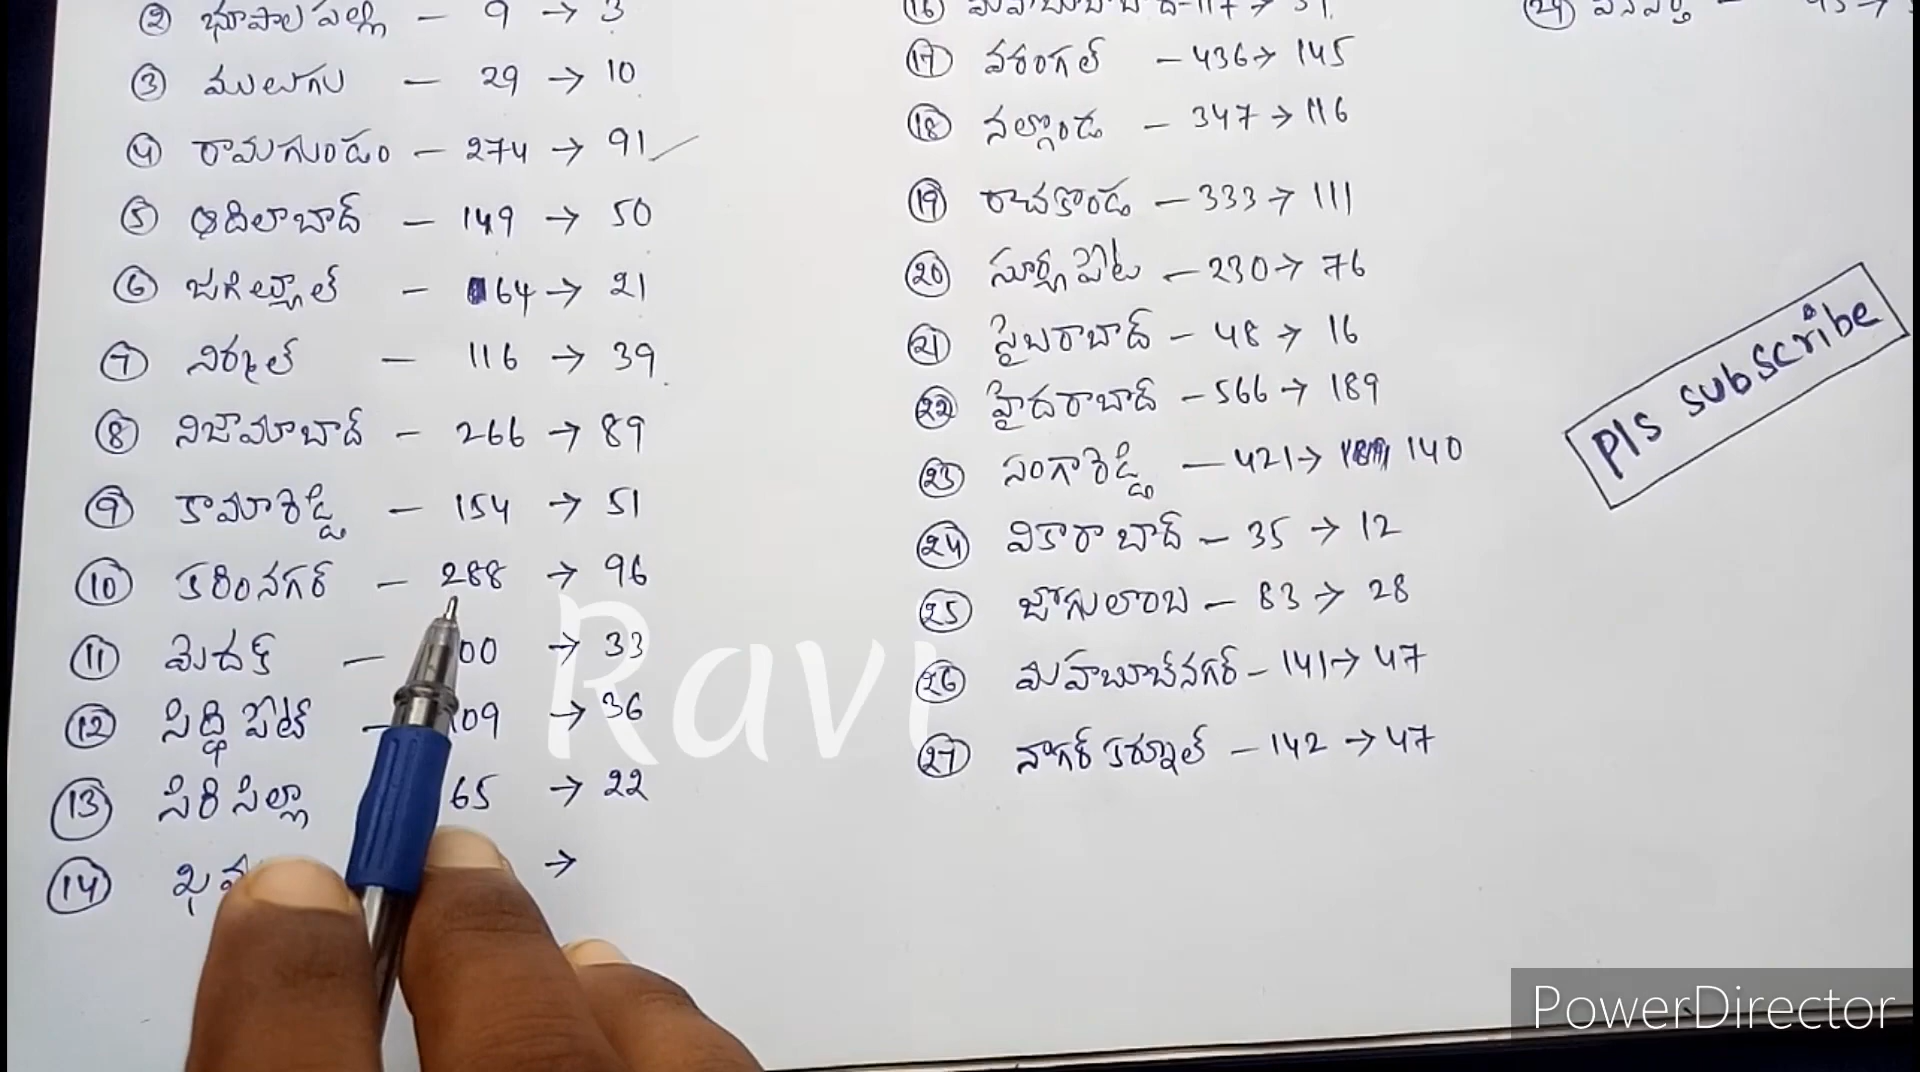 ② భూపాలపల్లి - 9 → 3
③ ములుగు - 29 → 10
④ రామగుండం - 274 → 91
⑤ ఆదిలాబాద్ - 149 → 50
⑥ జగిత్యాల్ - 64 → 21
⑦ నిర్మల్ - 116 → 39
⑧ నిజామాబాద్ - 266 → 89
⑨ కామారెడ్డి - 154 → 51
⑩ కరింనగర్ - 288 → 96
⑪ మెదక్ - 00 → 33
⑫ సిద్ధిపేట్ - 109 → 36
⑬ సిరిసిల్లా 65 → 22
⑭ →
⑯ → 39
⑰ వరంగల్ - 436 → 145
⑱ నల్గొండ - 347 → 116
⑲ రాచకొండ - 333 → 111
⑳ సూర్యాపేట - 230 → 76
㉑ సైబరాబాద్ - 48 → 16
㉒ హైదరాబాద్ - 566 → 189
㉓ సంగారెడ్డి - 421 → 140
㉔ వికారాబాద్ - 35 → 12
㉕ జోగులాంబ - 83 → 28
㉖ మహబూబ్‌నగర్ - 141 → 47
㉗ నాగర్ కర్నూల్ - 142 → 47
Pls subscribe
Ravi
PowerDirector